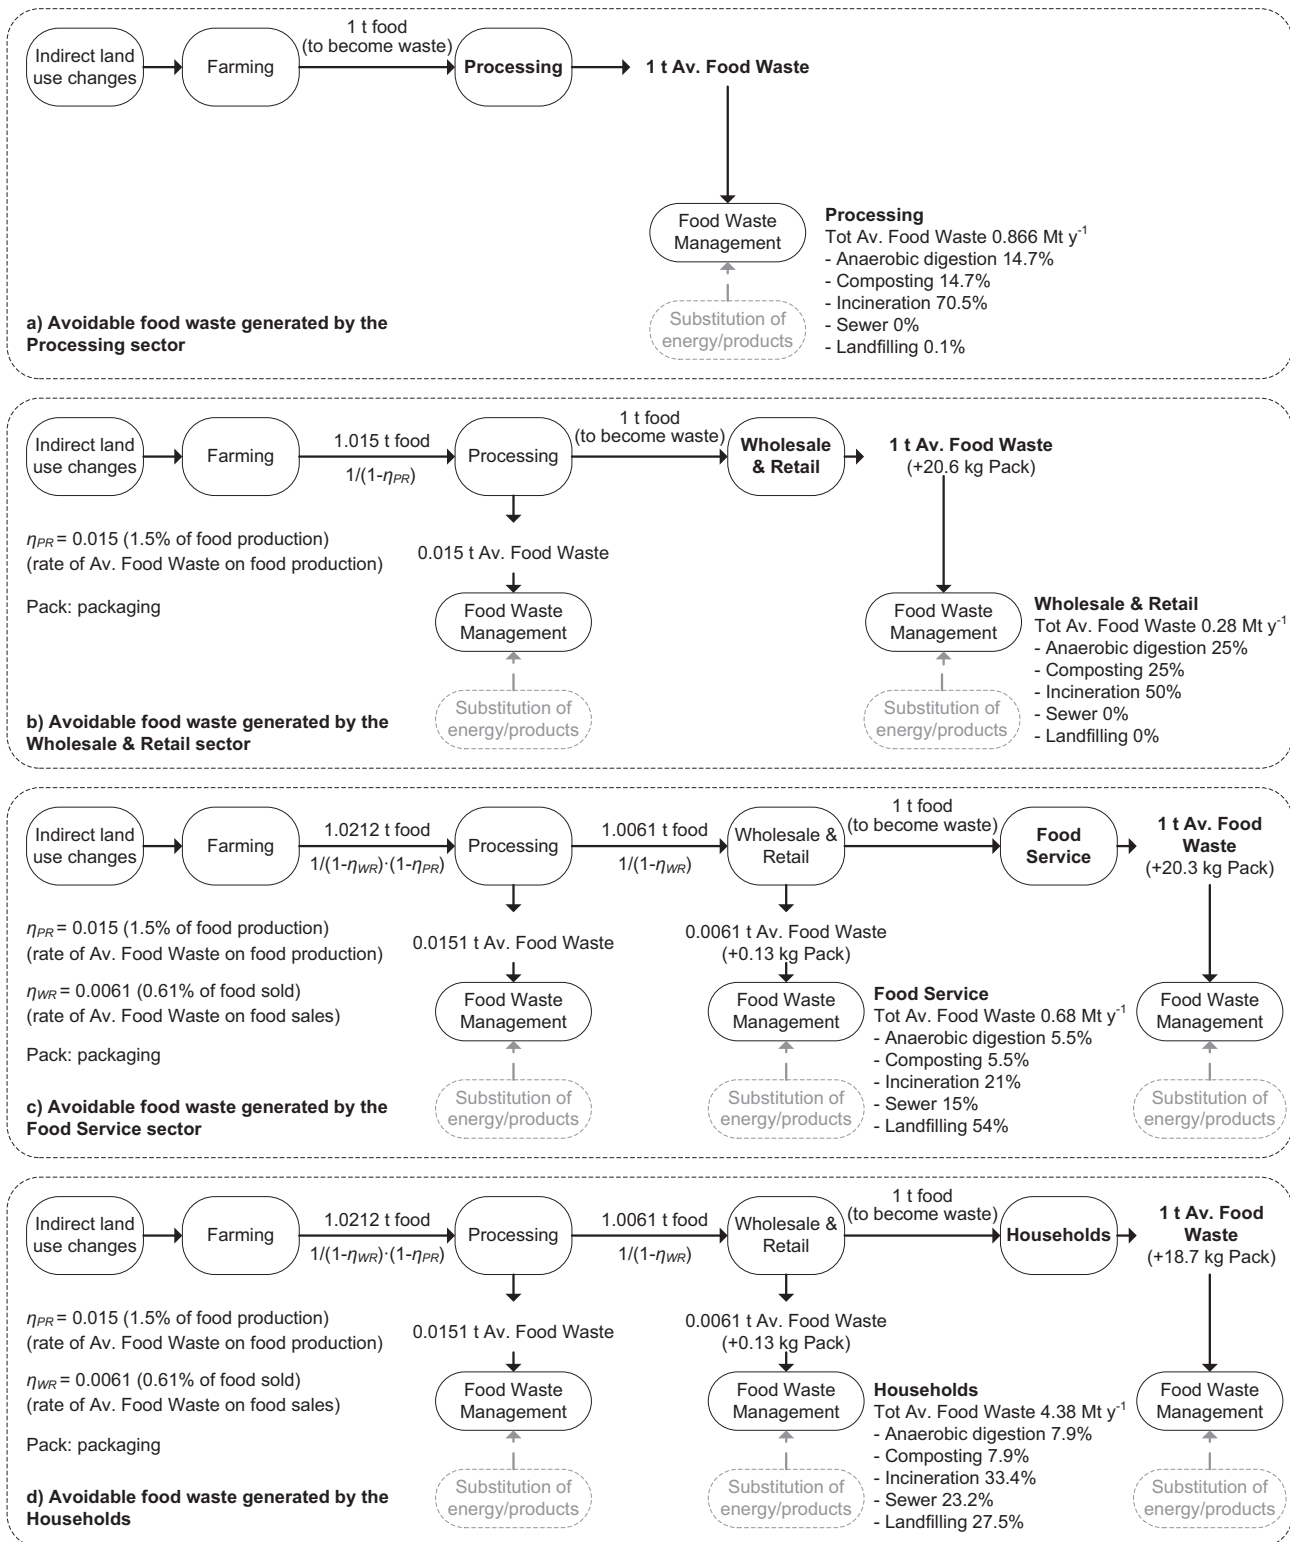 1 t food
(to become waste)
Indirect land
use changes
Farming
Processing
1 t Av. Food Waste
Food Waste
Management
Processing
Tot Av. Food Waste 0.866 Mt y⁻¹
- Anaerobic digestion 14.7%
- Composting 14.7%
- Incineration 70.5%
- Sewer 0%
- Landfilling 0.1%
Substitution of
energy/products
a) Avoidable food waste generated by the
Processing sector
Indirect land
use changes
Farming
1.015 t food
1/(1-ηPR)
Processing
1 t food
(to become waste)
Wholesale
& Retail
1 t Av. Food Waste
(+20.6 kg Pack)
ηPR = 0.015 (1.5% of food production)
(rate of Av. Food Waste on food production)
Pack: packaging
0.015 t Av. Food Waste
Food Waste
Management
Substitution of
energy/products
Food Waste
Management
Substitution of
energy/products
Wholesale & Retail
Tot Av. Food Waste 0.28 Mt y⁻¹
- Anaerobic digestion 25%
- Composting 25%
- Incineration 50%
- Sewer 0%
- Landfilling 0%
b) Avoidable food waste generated by the
Wholesale & Retail sector
Indirect land
use changes
Farming
1.0212 t food
1/(1-ηWR)·(1-ηPR)
Processing
1.0061 t food
1/(1-ηWR)
Wholesale &
Retail
1 t food
(to become waste)
Food
Service
1 t Av. Food
Waste
(+20.3 kg Pack)
ηPR = 0.015 (1.5% of food production)
(rate of Av. Food Waste on food production)
ηWR = 0.0061 (0.61% of food sold)
(rate of Av. Food Waste on food sales)
Pack: packaging
0.0151 t Av. Food Waste
Food Waste
Management
Substitution of
energy/products
0.0061 t Av. Food Waste
(+0.13 kg Pack)
Food Waste
Management
Substitution of
energy/products
Food Service
Tot Av. Food Waste 0.68 Mt y⁻¹
- Anaerobic digestion 5.5%
- Composting 5.5%
- Incineration 21%
- Sewer 15%
- Landfilling 54%
Food Waste
Management
Substitution of
energy/products
c) Avoidable food waste generated by the
Food Service sector
Indirect land
use changes
Farming
1.0212 t food
1/(1-ηWR)·(1-ηPR)
Processing
1.0061 t food
1/(1-ηWR)
Wholesale &
Retail
1 t food
(to become waste)
Households
1 t Av. Food
Waste
(+18.7 kg Pack)
ηPR = 0.015 (1.5% of food production)
(rate of Av. Food Waste on food production)
ηWR = 0.0061 (0.61% of food sold)
(rate of Av. Food Waste on food sales)
Pack: packaging
0.0151 t Av. Food Waste
Food Waste
Management
Substitution of
energy/products
0.0061 t Av. Food Waste
(+0.13 kg Pack)
Food Waste
Management
Substitution of
energy/products
Households
Tot Av. Food Waste 4.38 Mt y⁻¹
- Anaerobic digestion 7.9%
- Composting 7.9%
- Incineration 33.4%
- Sewer 23.2%
- Landfilling 27.5%
Food Waste
Management
Substitution of
energy/products
d) Avoidable food waste generated by the
Households